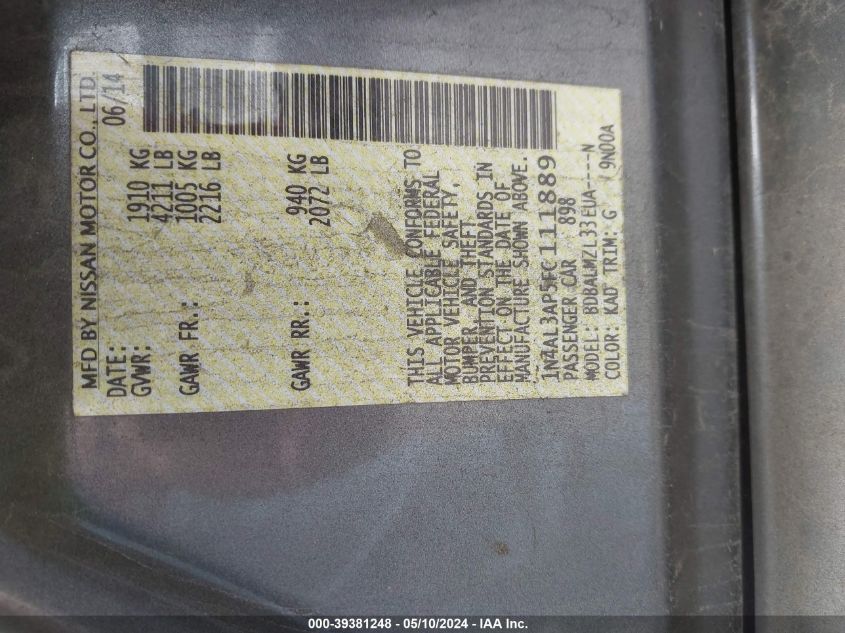 MFD BY NISSAN MOTOR CO., LTD.
DATE: 06/14
GVWR: 1910 KG
4211 LB
GAWR FR.: 1005 KG
2216 LB
GAWR RR.: 940 KG
2072 LB
THIS VEHICLE CONFORMS TO
ALL APPLICABLE FEDERAL
MOTOR VEHICLE SAFETY,
BUMPER, AND THEFT
PREVENTION STANDARDS IN
EFFECT ON THE DATE OF
MANUFACTURE SHOWN ABOVE.
1N4AL3AP5FC111889
PASSENGER CAR 898
MODEL: BDBALWZL33EUA----N
COLOR: KAD TRIM: G 9N00A
000-39381248 - 05/10/2024 - IAA Inc.